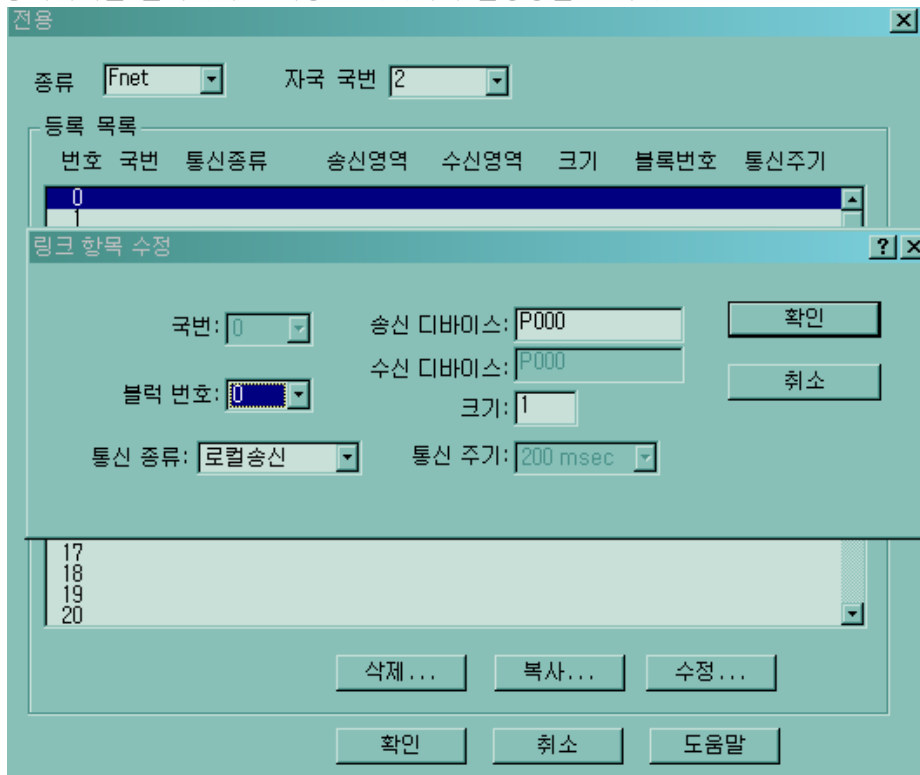 전용
종류 Fnet 자국 국번 2
등록 목록
번호 국번 통신종류 송신영역 수신영역 크기 블록번호 통신주기
0
1
링크 항목 수정
국번: 0 송신 디바이스: P000 확인
수신 디바이스: P000 취소
블럭 번호: 0 크기: 1
통신 종류: 로컬송신 통신 주기: 200 msec
17
18
19
20
삭제... 복사... 수정...
확인 취소 도움말